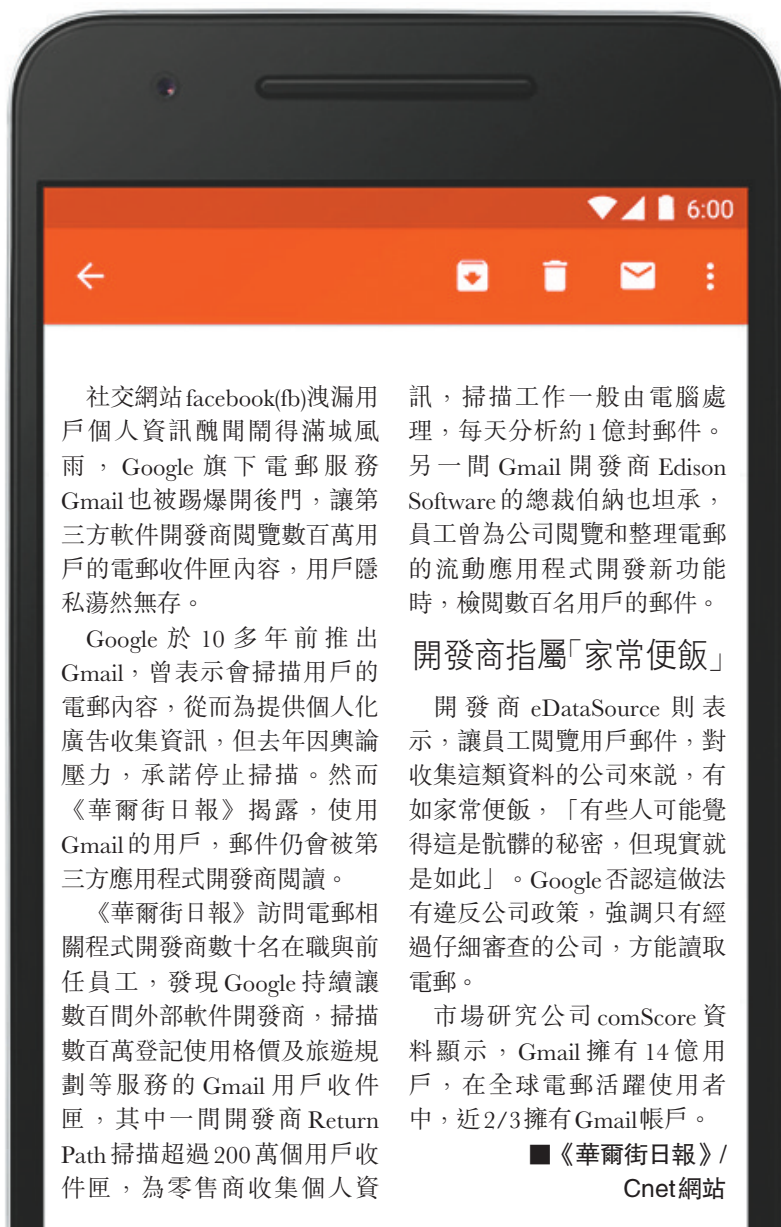 6:00
社交網站facebook(fb)洩漏用
戶個人資訊醜聞鬧得滿城風
雨，Google旗下電郵服務
Gmail也被踢爆開後門，讓第
三方軟件開發商閱覽數百萬用
戶的電郵收件匣內容，用戶隱
私蕩然無存。
Google於10多年前推出
Gmail，曾表示會掃描用戶的
電郵內容，從而為提供個人化
廣告收集資訊，但去年因輿論
壓力，承諾停止掃描。然而
《華爾街日報》揭露，使用
Gmail的用戶，郵件仍會被第
三方應用程式開發商閱讀。
《華爾街日報》訪問電郵相
關程式開發商數十名在職與前
任員工，發現Google持續讓
數百間外部軟件開發商，掃描
數百萬登記使用格價及旅遊規
劃等服務的Gmail用戶收件
匣，其中一間開發商Return
Path掃描超過200萬個用戶收
件匣，為零售商收集個人資
訊，掃描工作一般由電腦處
理，每天分析約1億封郵件。
另一間Gmail開發商Edison
Software的總裁伯納也坦承，
員工曾為公司閱覽和整理電郵
的流動應用程式開發新功能
時，檢閱數百名用戶的郵件。
開發商指屬「家常便飯」
開發商eDataSource則表
示，讓員工閱覽用戶郵件，對
收集這類資料的公司來說，有
如家常便飯，「有些人可能覺
得這是骯髒的秘密，但現實就
是如此」。Google否認這做法
有違反公司政策，強調只有經
過仔細審查的公司，方能讀取
電郵。
市場研究公司comScore資
料顯示，Gmail擁有14億用
戶，在全球電郵活躍使用者
中，近2/3擁有Gmail帳戶。
■《華爾街日報》/
Cnet網站